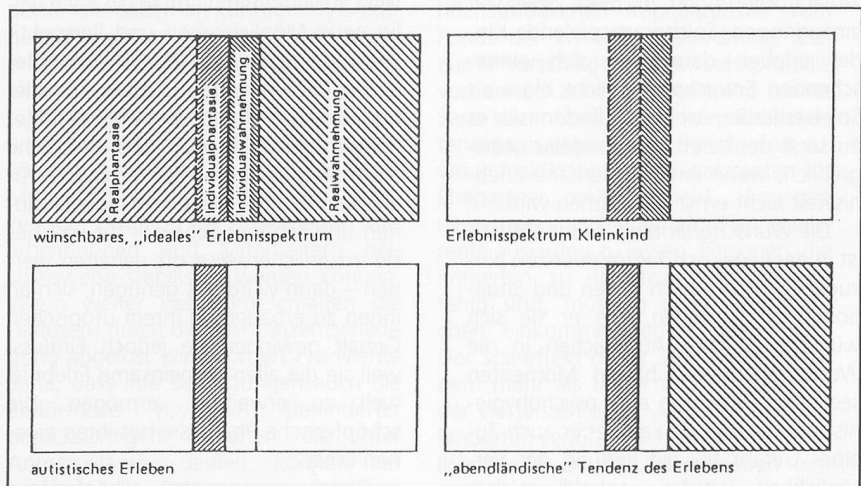 Realphantasie
Individualphantasie
Individualwahrnehmung
Realwahrnehmung
wünschbares, „ideales” Erlebnisspektrum
Erlebnisspektrum Kleinkind
autistisches Erleben
„abendländische” Tendenz des Erlebens